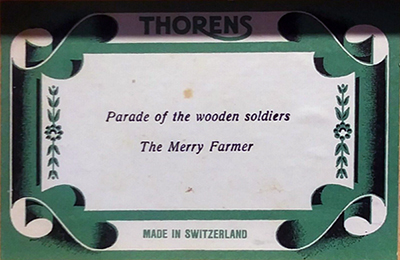 THORENS
Parade of the wooden soldiers
The Merry Farmer
MADE IN SWITZERLAND